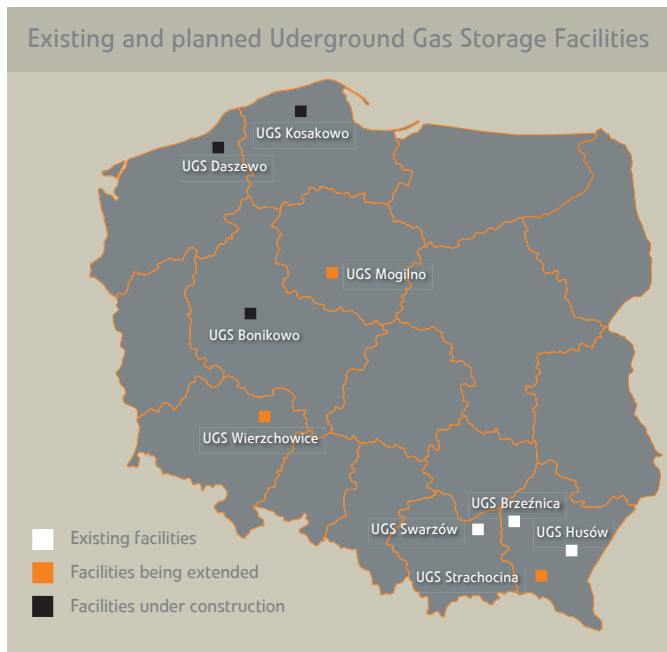 Existing and planned Uderground Gas Storage Facilities
UGS Kosakowo
UGS Daszewo
UGS Mogilno
UGS Bonikowo
UGS Wierzchowice
UGS Brzeźnica
UGS Swarzów
UGS Husów
UGS Strachocina
Existing facilities
Facilities being extended
Facilities under construction